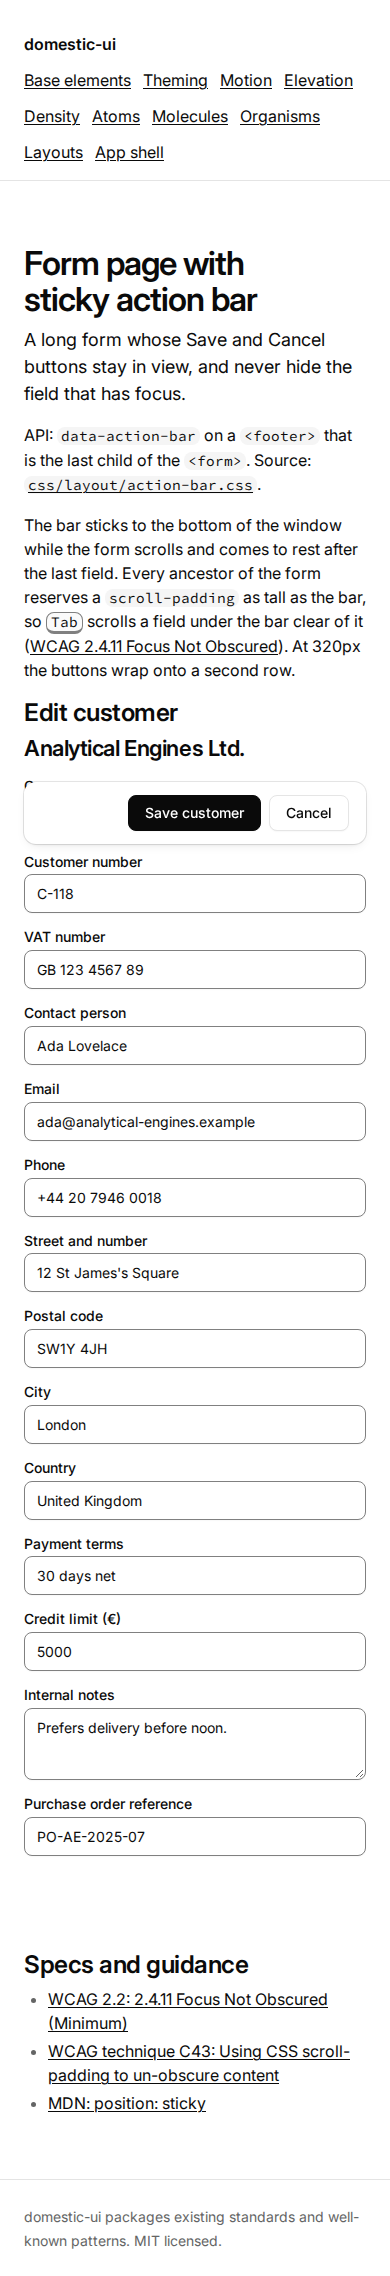 domestic-ui
Base elements Theming Motion Elevation
Density Atoms Molecules Organisms
Layouts App shell
Form page with
sticky action bar
A long form whose Save and Cancel
buttons stay in view, and never hide the
field that has focus.
API: data-action-bar on a <footer> that
is the last child of the <form>. Source:
css/layout/action-bar.css.
The bar sticks to the bottom of the window
while the form scrolls and comes to rest after
the last field. Every ancestor of the form
reserves a scroll-padding as tall as the bar,
so Tab scrolls a field under the bar clear of it
(WCAG 2.4.11 Focus Not Obscured). At 320px
the buttons wrap onto a second row.
Edit customer
Analytical Engines Ltd.
Save customer Cancel
Customer number
C-118
VAT number
GB 123 4567 89
Contact person
Ada Lovelace
Email
ada@analytical-engines.example
Phone
+44 20 7946 0018
Street and number
12 St James's Square
Postal code
SW1Y 4JH
City
London
Country
United Kingdom
Payment terms
30 days net
Credit limit (€)
5000
Internal notes
Prefers delivery before noon.
Purchase order reference
PO-AE-2025-07
Specs and guidance
WCAG 2.2: 2.4.11 Focus Not Obscured
(Minimum)
WCAG technique C43: Using CSS scroll-
padding to un-obscure content
MDN: position: sticky
domestic-ui packages existing standards and well-
known patterns. MIT licensed.